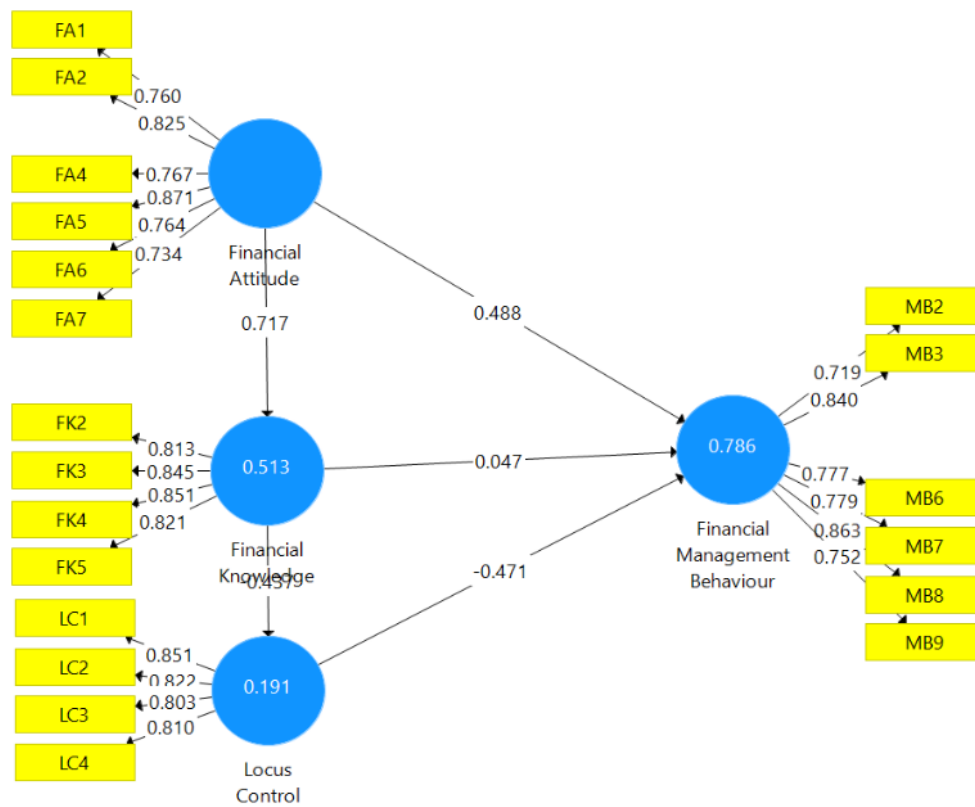 FA1
FA2
0.760
0.825
FA4
0.767
FA5
0.871
FA6
0.764
FA7
0.734
Financial
Attitude
0.717
0.488
MB2
MB3
0.719
0.840
FK2
0.813
FK3
0.845
FK4
0.851
FK5
0.821
0.513
0.047
0.786
Financial
Knowledge
-0.437
-0.471
Financial
Management
Behaviour
0.777
0.779
0.863
0.752
MB6
MB7
MB8
MB9
LC1
0.851
LC2
0.822
LC3
0.803
LC4
0.810
0.191
Locus
Control